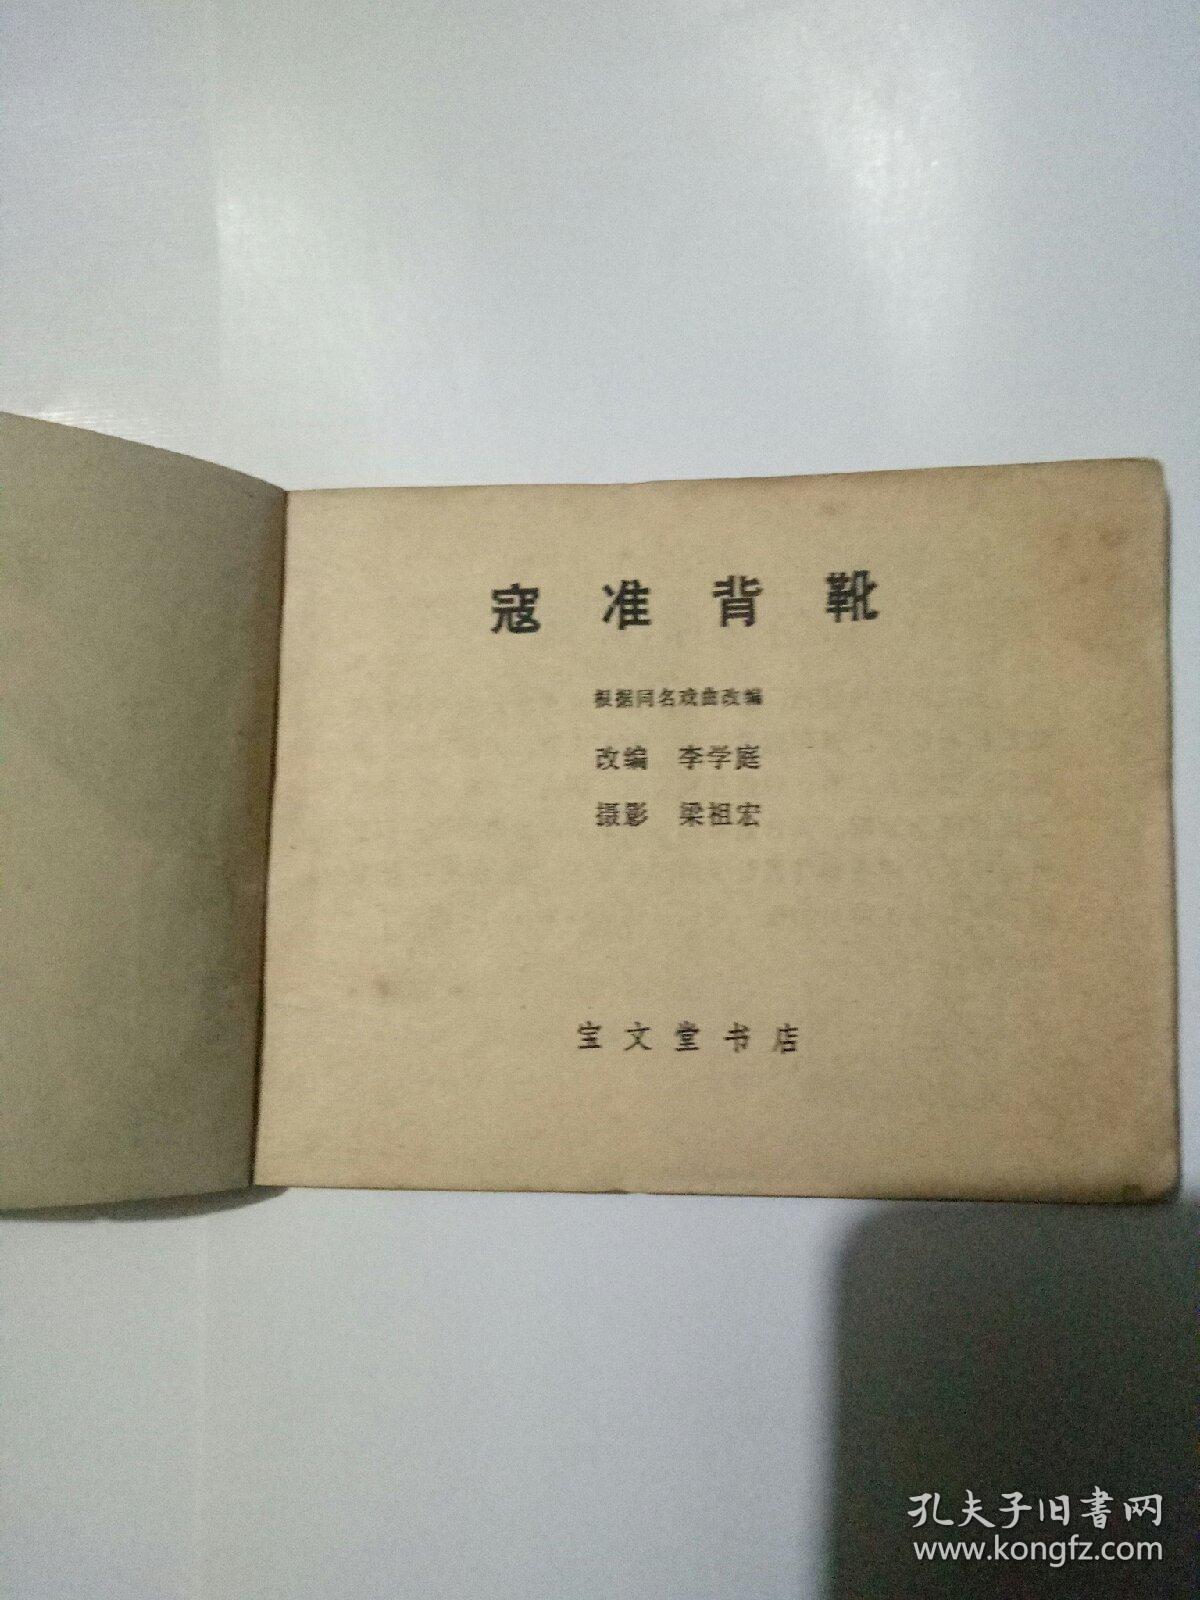 寇准背靴
根据同名戏曲改编
改编 李学庭
摄影 梁祖宏
宝文堂书店
孔夫子旧書网
www.kongfz.com